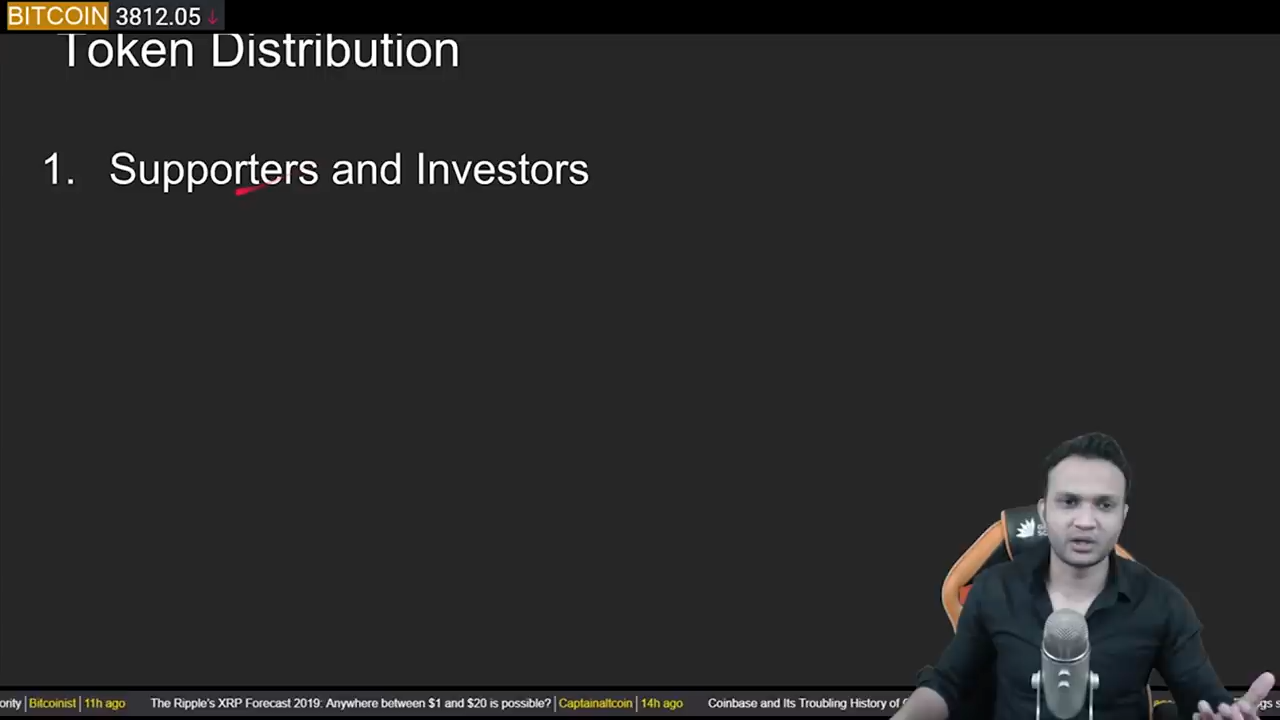 BITCOIN 3812.05
Token Distribution
1. Supporters and Investors
ority | Bitcoinist | 11h ago The Ripple's XRP Forecast 2019: Anywhere between $1 and $20 is possible? | Captainaltcoin | 14h ago Coinbase and Its Troubling History of